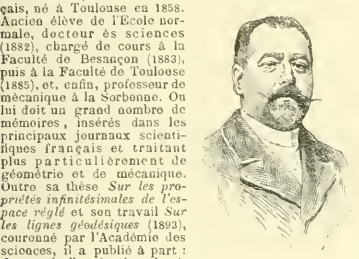 çais, né à Toulouse en 1858.
Ancien élève de l'Ecole nor-
male, docteur ès sciences
(1882), chargé de cours à la
Faculté de Besançon (1883),
puis à la Faculté de Toulouse
(1885), et, enfin, professeur de
mécanique à la Sorbonne. On
lui doit un grand nombre de
mémoires, insérés dans les
principaux journaux scienti-
fiques français et traitant
plus particulièrement de
géométrie et de mécanique.
Outre sa thèse Sur les pro-
priétés infinitésimales de l'es-
pace réglé et son travail Sur
les lignes géodésiques (1893),
couronné par l'Académie des
sciences, il a publié à part :